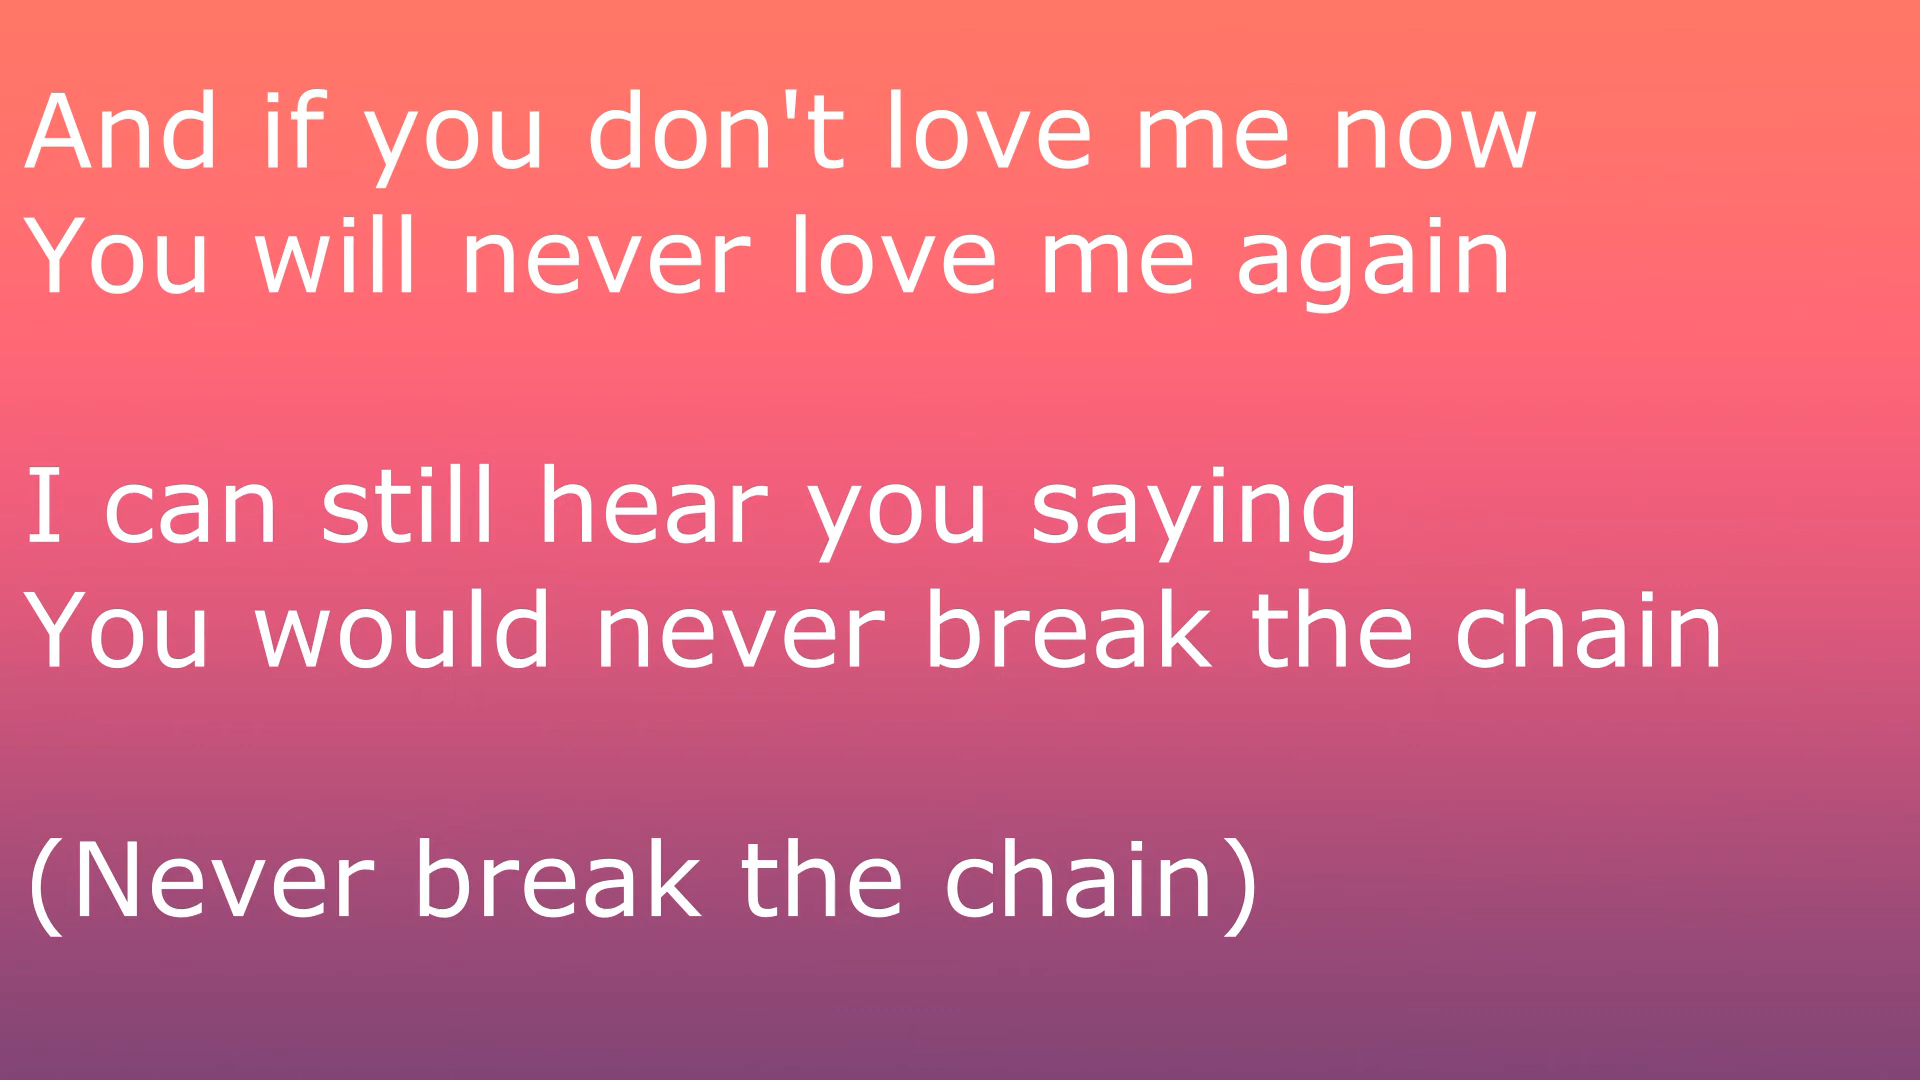 And if you don't love me now
You will never love me again
I can still hear you saying
You would never break the chain
(Never break the chain)